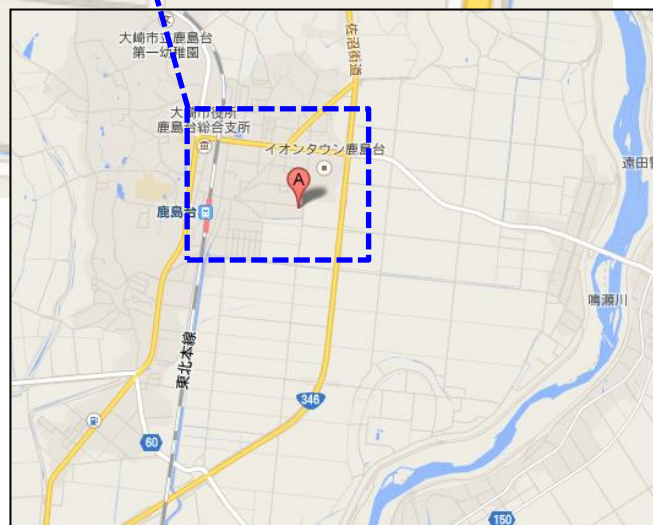 大崎市立鹿島台
第一幼稚園
佐沼街道
大崎市役所
鹿島台総合支所
イオンタウン鹿島台
A
鹿島台
鳴瀬川
東北本線
346
60
150